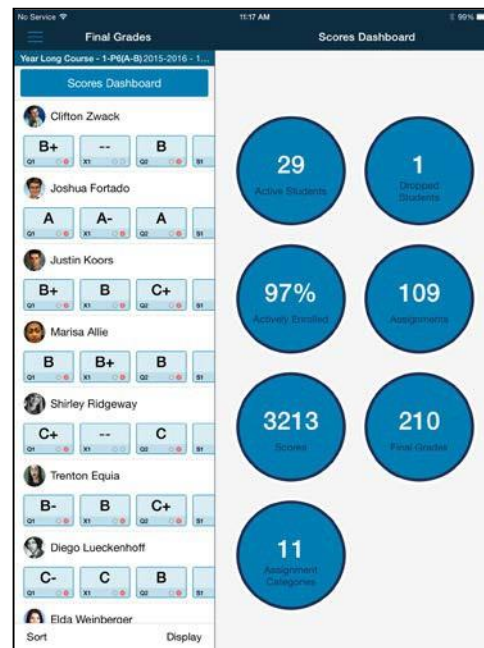 No Service
11:17 AM
99%
Final Grades
Scores Dashboard
Year Long Course - 1-P6(A-B) 2015-2016 - 1...
Scores Dashboard
Clifton Zwack
B+ -- B
Q1 X1 Q2 S1
Joshua Fortado
A A- A
Q1 X1 Q2 S1
Justin Koors
B+ B C+
Q1 X1 Q2 S1
Marisa Allie
B B+ B
Q1 X1 Q2 S1
Shirley Ridgeway
C+ -- C
Q1 X1 Q2 S1
Trenton Equia
B- B C+
Q1 X1 Q2 S1
Diego Lueckenhoff
C- C B
Q1 X1 Q2 S1
Elda Weinberger
Sort Display
29
Active Students
1
Dropped
Students
97%
Actively Enrolled
109
Assignments
3213
Scores
210
Final Grades
11
Assignment
Categories